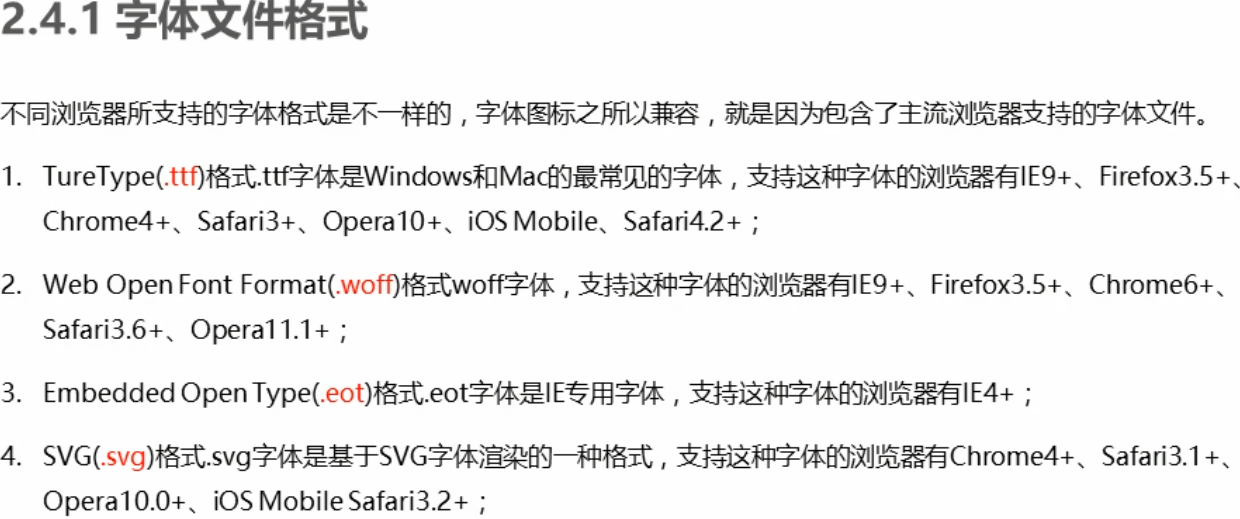 2.4.1 字体文件格式
不同浏览器所支持的字体格式是不一样的，字体图标之所以兼容，就是因为包含了主流浏览器支持的字体文件。
1. TureType(.ttf)格式.ttf字体是Windows和Mac的最常见的字体，支持这种字体的浏览器有IE9+、Firefox3.5+、
Chrome4+、Safari3+、Opera10+、iOS Mobile、Safari4.2+；
2. Web Open Font Format(.woff)格式woff字体，支持这种字体的浏览器有IE9+、Firefox3.5+、Chrome6+、
Safari3.6+、Opera11.1+；
3. Embedded Open Type(.eot)格式.eot字体是IE专用字体，支持这种字体的浏览器有IE4+；
4. SVG(.svg)格式.svg字体是基于SVG字体渲染的一种格式，支持这种字体的浏览器有Chrome4+、Safari3.1+、
Opera10.0+、iOS Mobile Safari3.2+；